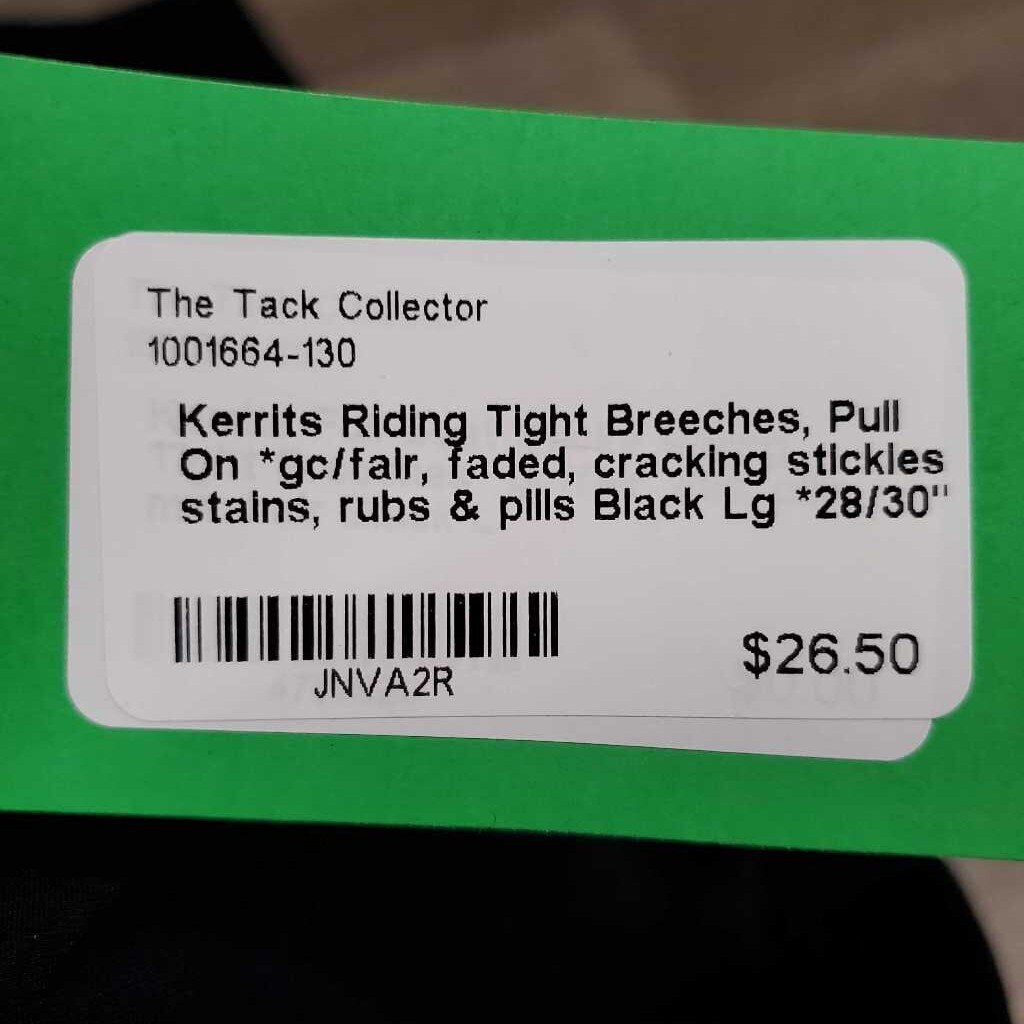 The Tack Collector
1001664-130
Kerrits Riding Tight Breeches, Pull
On *gc/fair, faded, cracking stickies
stains, rubs & pills Black Lg *28/30"
JNVA2R
$26.50